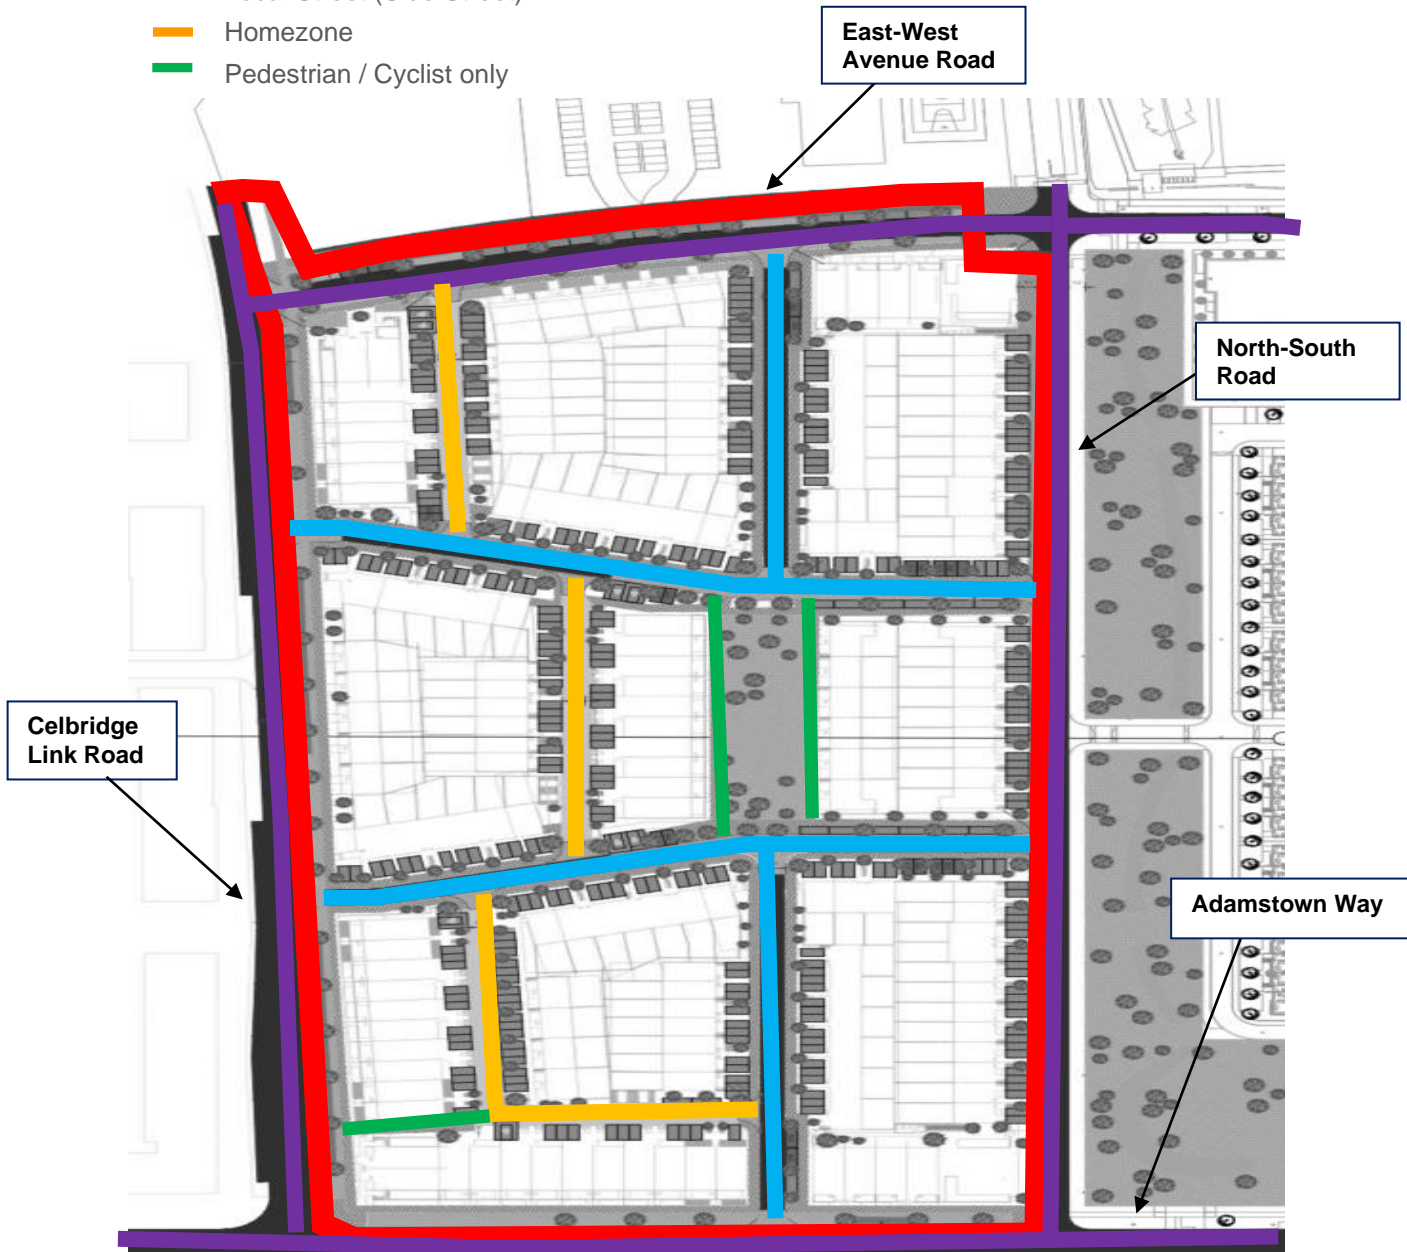 Homezone
Pedestrian / Cyclist only
East-West
Avenue Road
North-South
Road
Celbridge
Link Road
Adamstown Way